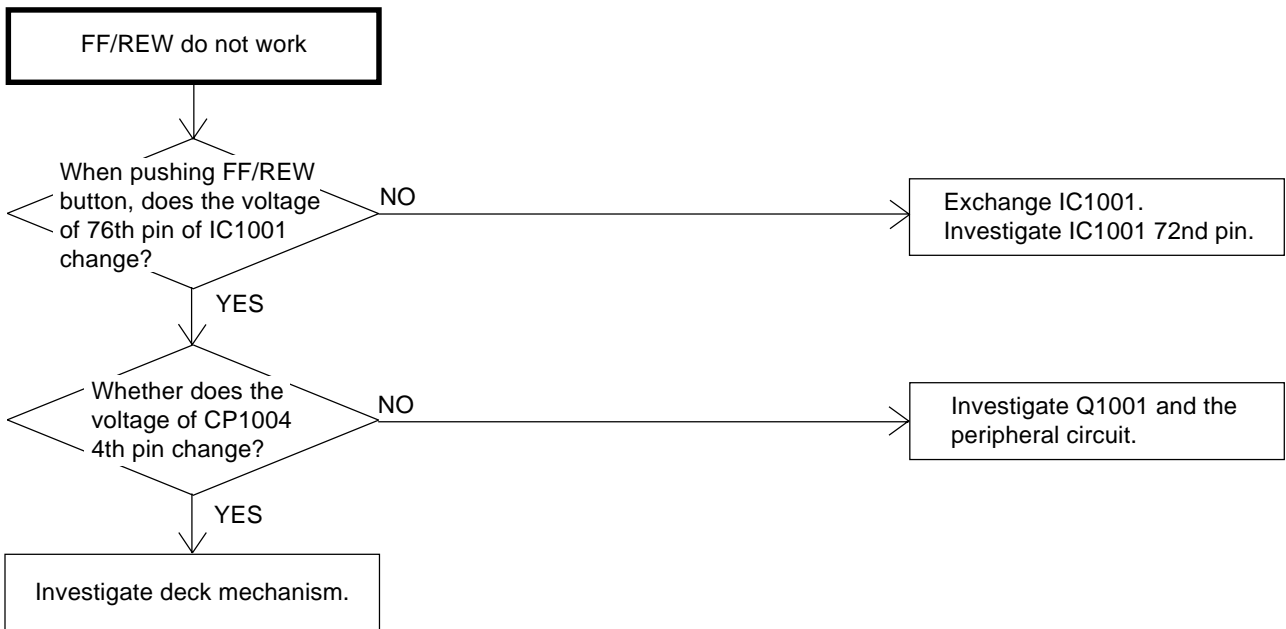 FF/REW do not work
When pushing FF/REW
button, does the voltage
of 76th pin of IC1001
change?
NO
Exchange IC1001.
Investigate IC1001 72nd pin.
YES
Whether does the
voltage of CP1004
4th pin change?
NO
Investigate Q1001 and the
peripheral circuit.
YES
Investigate deck mechanism.